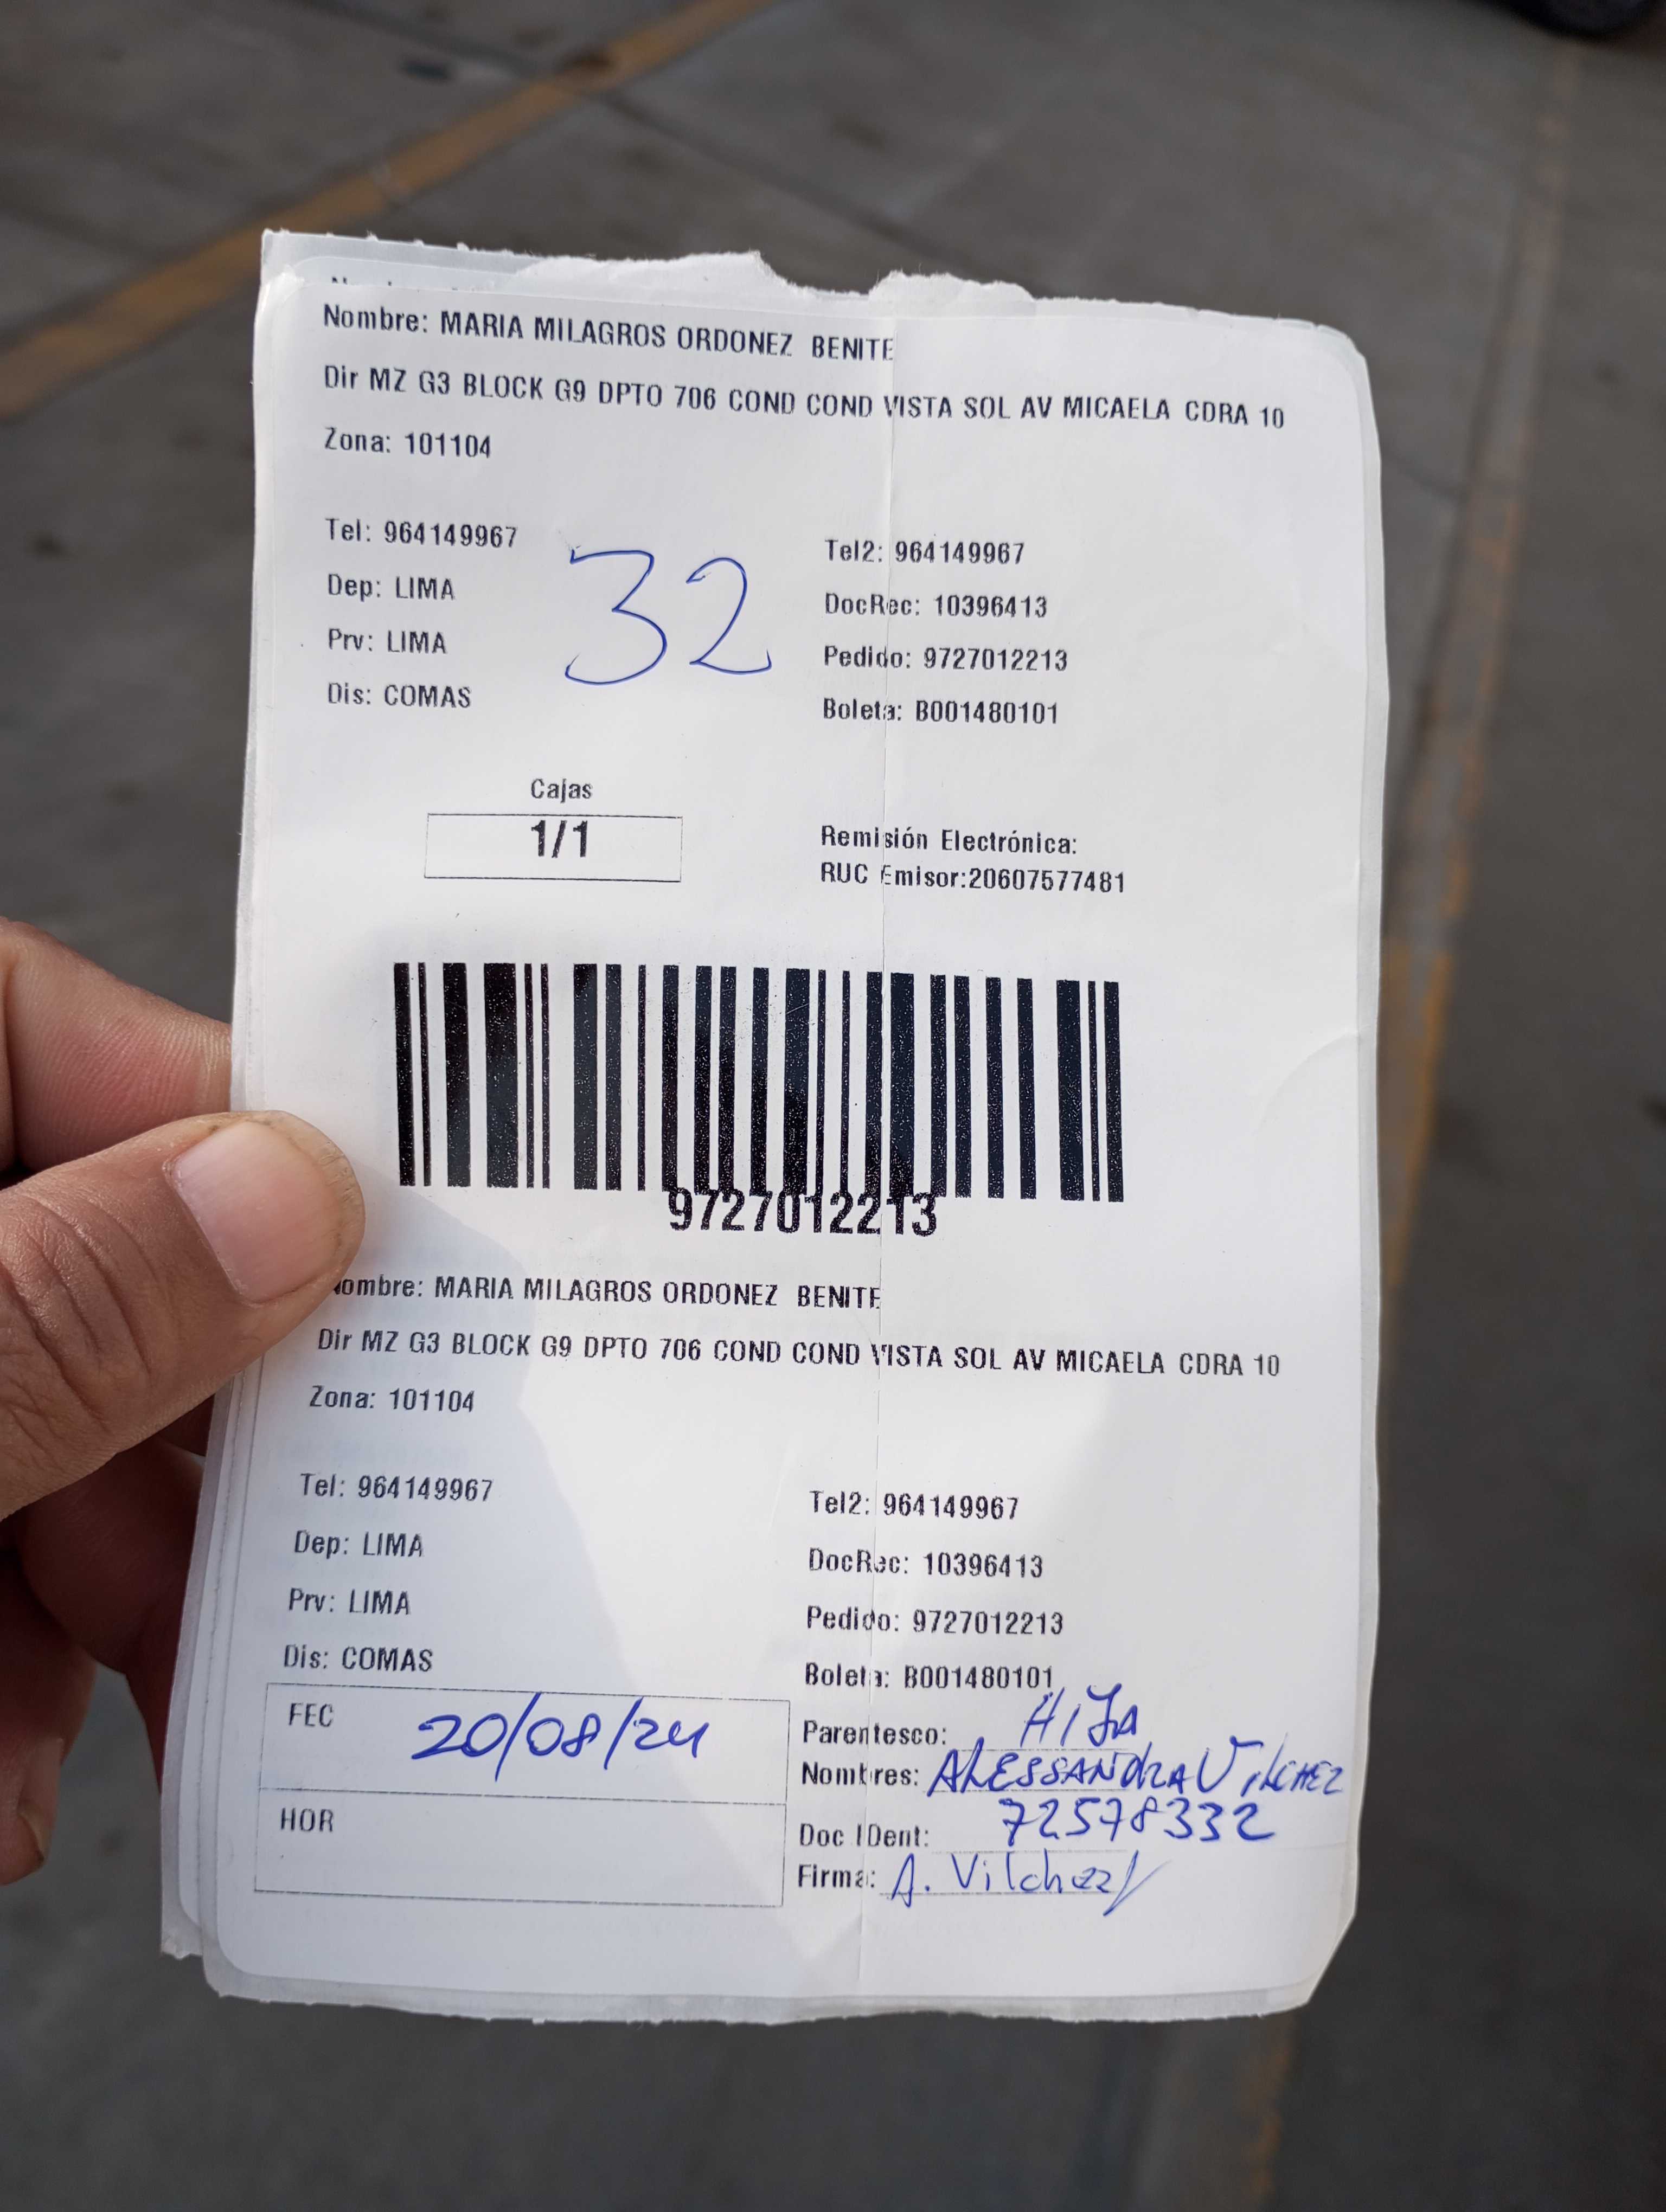 Nombre: MARIA MILAGROS ORDONEZ BENITE
Dir MZ G3 BLOCK G9 DPTO 706 COND COND VISTA SOL AV MICAELA CDRA 10
Zona: 101104
Tel: 964149967
Tel2: 964149967
32
Dep: LIMA
DocRec: 10396413
Prv: LIMA
Pedido: 9727012213
Dis: COMAS
Boleta: B001480101
Cajas
1/1
Remisión Electrónica:
RUC Emisor:20607577481
9727012213
Nombre: MARIA MILAGROS ORDONEZ BENITE
Dir MZ G3 BLOCK G9 DPTO 706 COND COND VISTA SOL AV MICAELA CDRA 10
Zona: 101104
Tel: 964149967
Tel2: 964149967
Dep: LIMA
DocRec: 10396413
Prv: LIMA
Pedido: 9727012213
Dis: COMAS
Boleta: B001480101
FEC 20/08/24
Parentesco: HIJA
Nombres: ALESSANDRA VILCHEZ
HOR
Doc IDent: 72578332
Firma: A. Vilchez